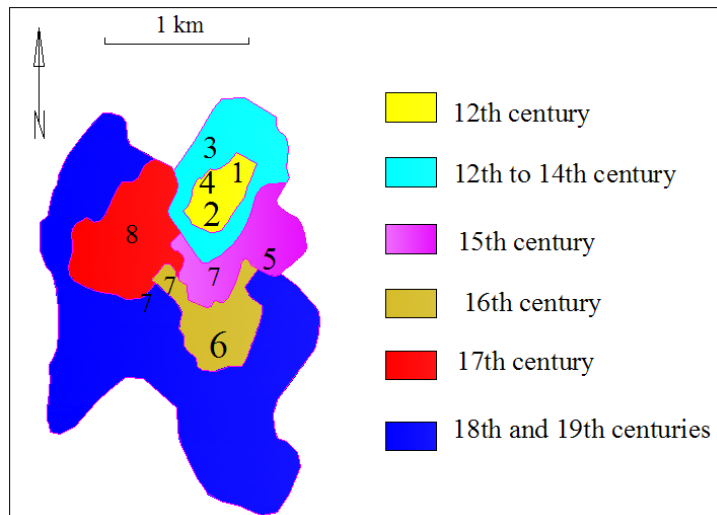 1 km
N
3
1
4
2
8
7
5
7
7
6
12th century
12th to 14th century
15th century
16th century
17th century
18th and 19th centuries